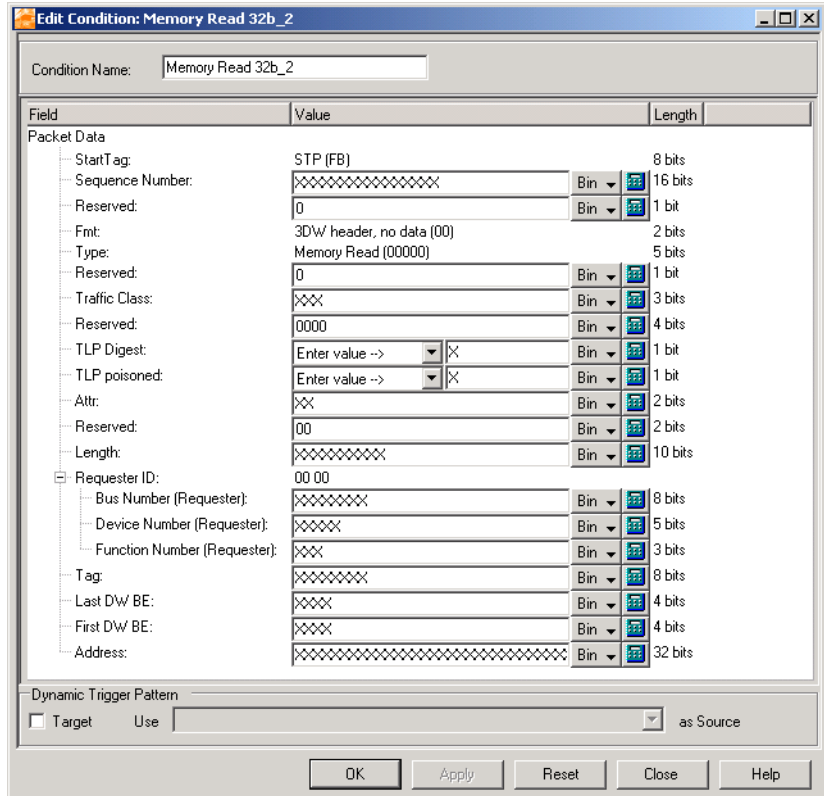 Edit Condition: Memory Read 32b_2
Condition Name: Memory Read 32b_2
Field Value Length
Packet Data
StartTag: STP (FB) 8 bits
Sequence Number: XXXXXXXXXXXXXXXX Bin 16 bits
Reserved: 0 Bin 1 bit
Fmt: 3DW header, no data (00) 2 bits
Type: Memory Read (00000) 5 bits
Reserved: 0 Bin 1 bit
Traffic Class: XXX Bin 3 bits
Reserved: 0000 Bin 4 bits
TLP Digest: Enter value --> X Bin 1 bit
TLP poisoned: Enter value --> X Bin 1 bit
Attr: XX Bin 2 bits
Reserved: 00 Bin 2 bits
Length: XXXXXXXXXX Bin 10 bits
Requester ID: 00 00
Bus Number (Requester): XXXXXXXX Bin 8 bits
Device Number (Requester): XXXXX Bin 5 bits
Function Number (Requester): XXX Bin 3 bits
Tag: XXXXXXXX Bin 8 bits
Last DW BE: XXXX Bin 4 bits
First DW BE: XXXX Bin 4 bits
Address: XXXXXXXXXXXXXXXXXXXXXXXXXXXXXX Bin 32 bits
Dynamic Trigger Pattern
Target Use as Source
OK Apply Reset Close Help